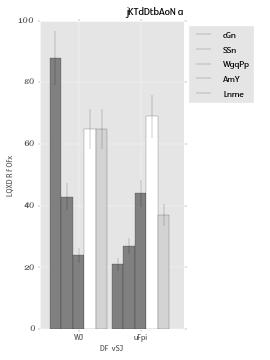 jKTdDtbAoN a
cGn
SSn
WgqPp
AmY
Lnme
LQXD R f Ofx
100
80
60
40
20
0
WJ
uFpi
DF vSJ